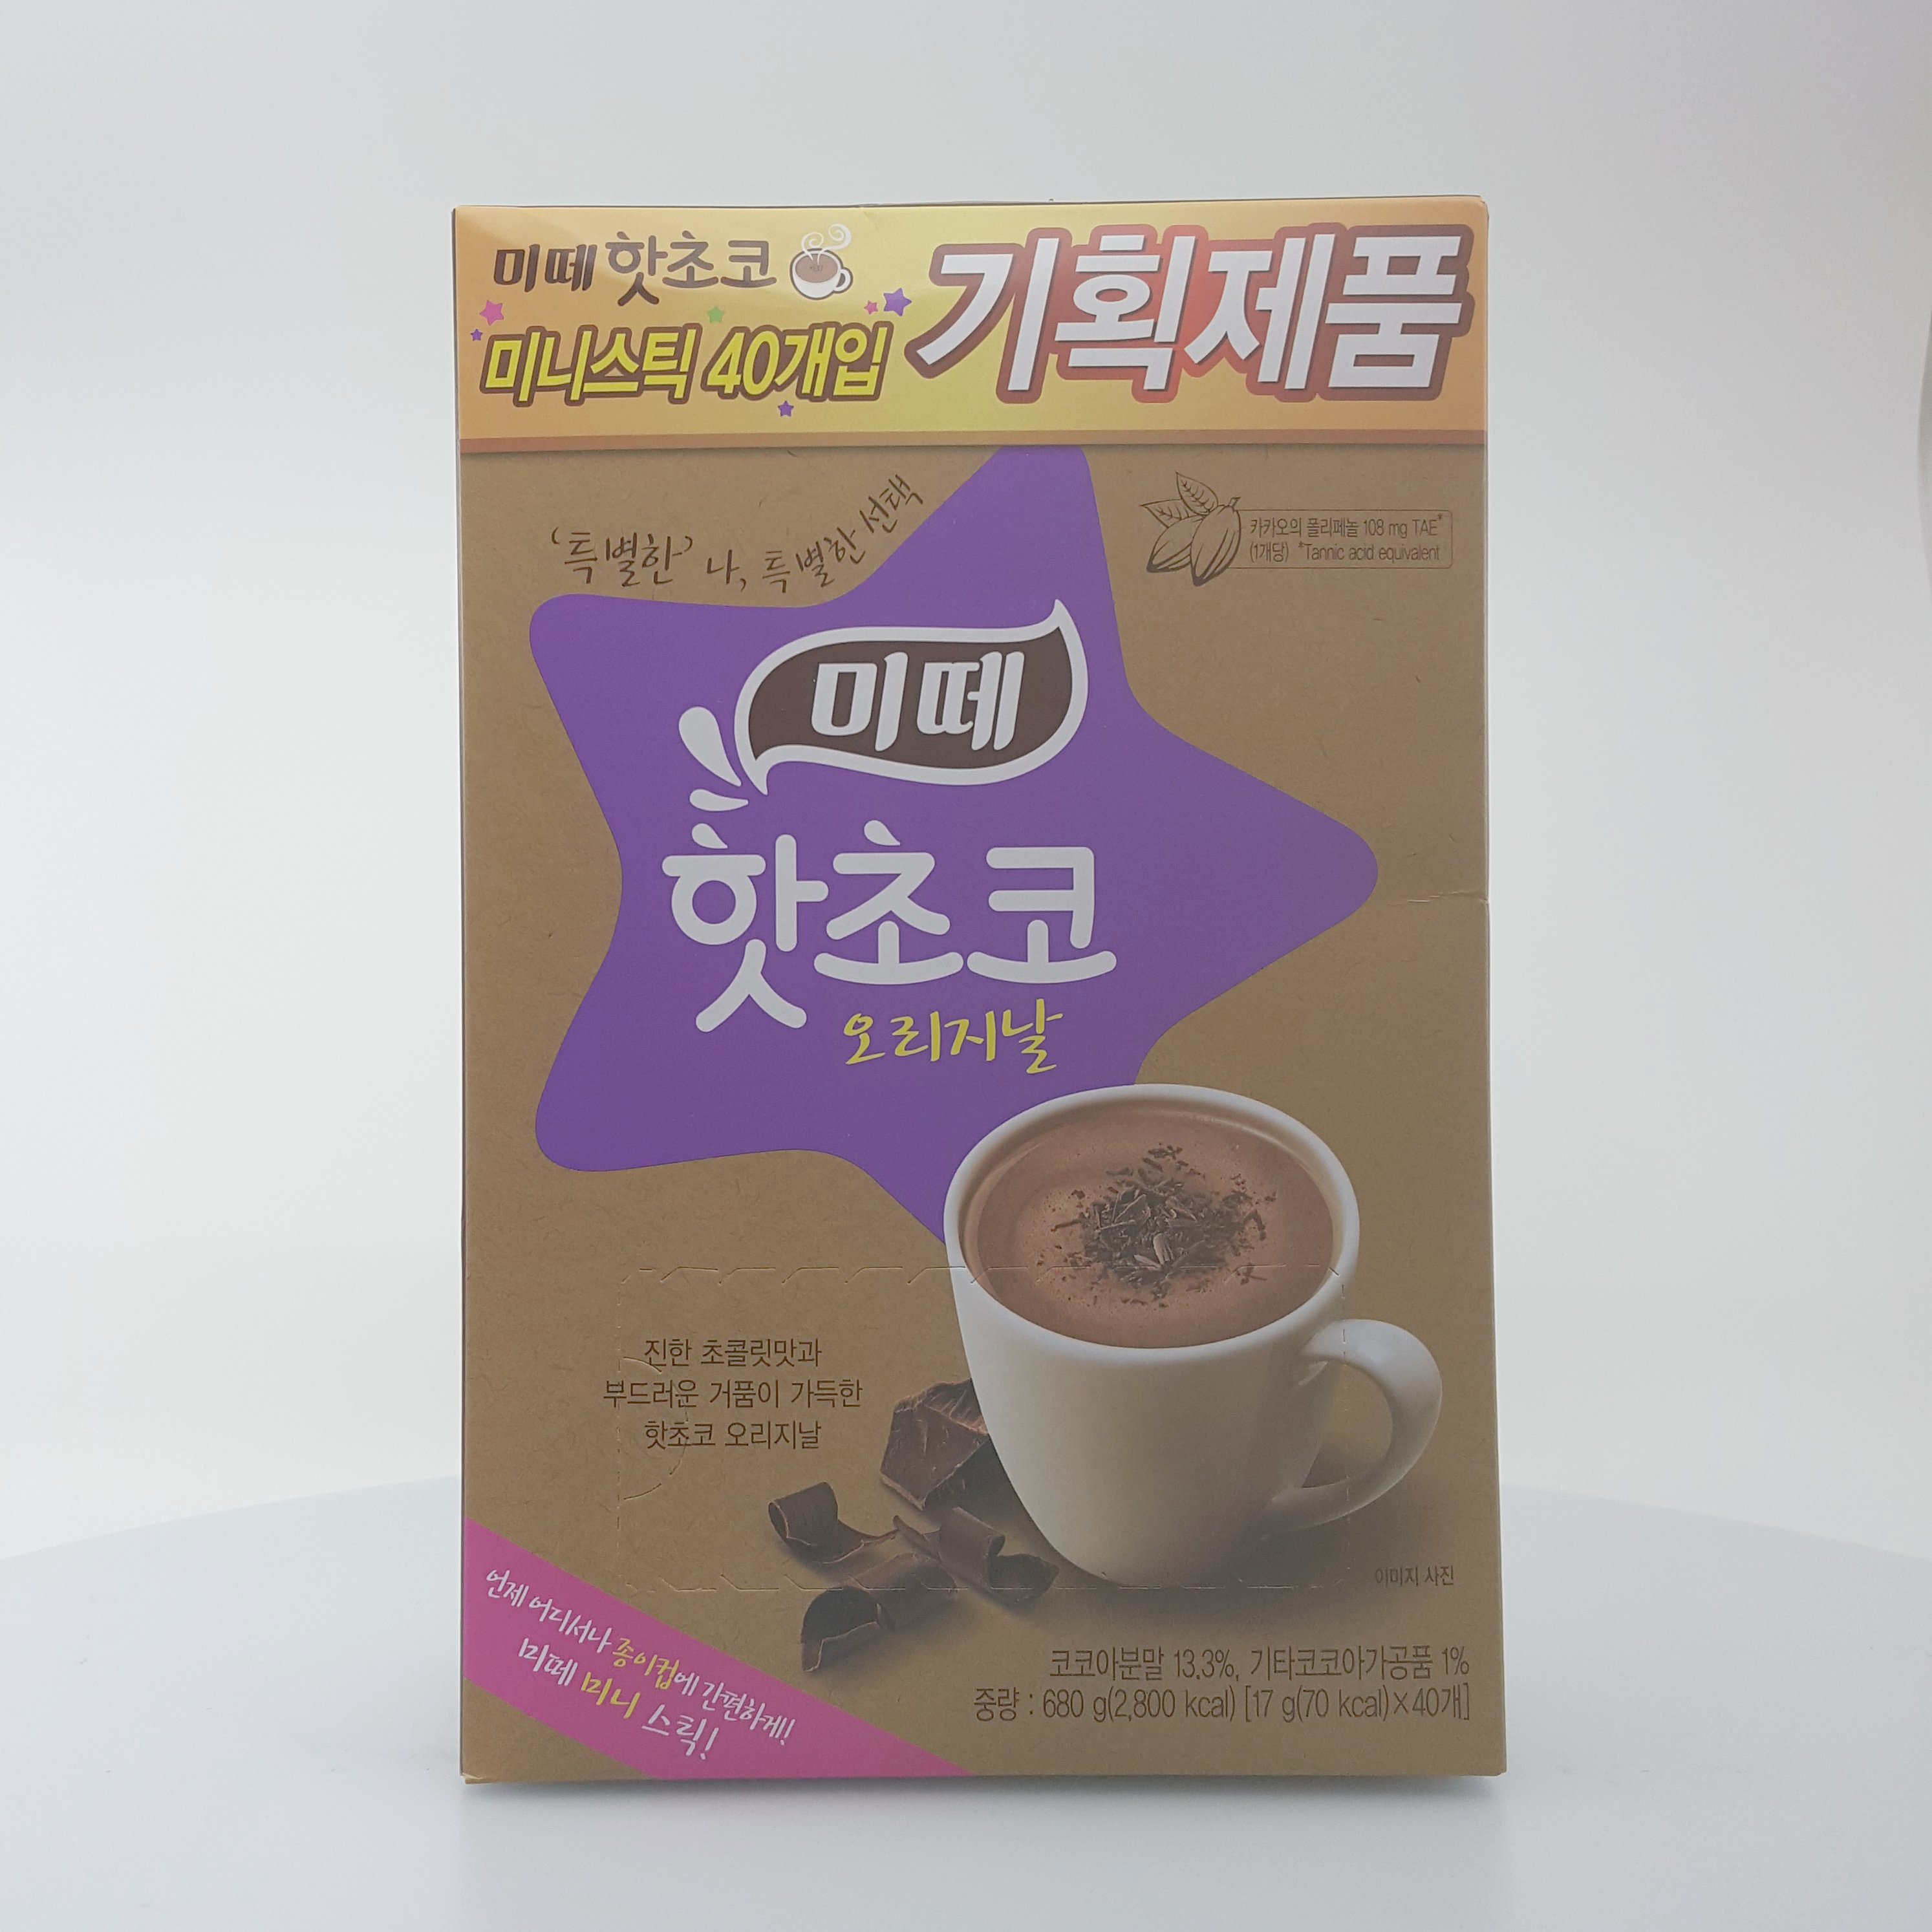 미떼 핫초코
미니스틱 40개입
기획제품
'특별한' 나, 특별한 선택
카카오의 폴리페놀 108 mg TAE*
(1개당) *Tannic acid equivalent
미떼
핫초코
오리지날
진한 초콜릿맛과
부드러운 거품이 가득한
핫초코 오리지날
이미지 사진
언제 어디서나 종이컵에 간편하게!
미떼 미니 스틱!
코코아분말 13.3%, 기타코코아가공품 1%
중량 : 680 g(2,800 kcal) [17 g(70 kcal)×40개]